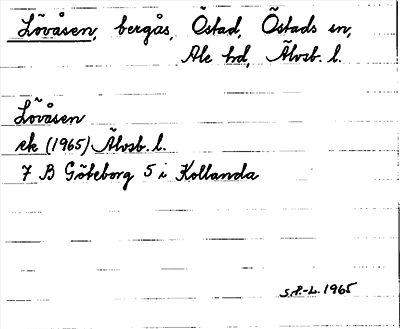 Lövåsen, bergås, Östad, Östads sn,
Ale hd, Älvsb. l.
Lövåsen
ek (1965) Älvsb. l.
7 B Göteborg 5 i Kollanda
S.P.-L. 1965